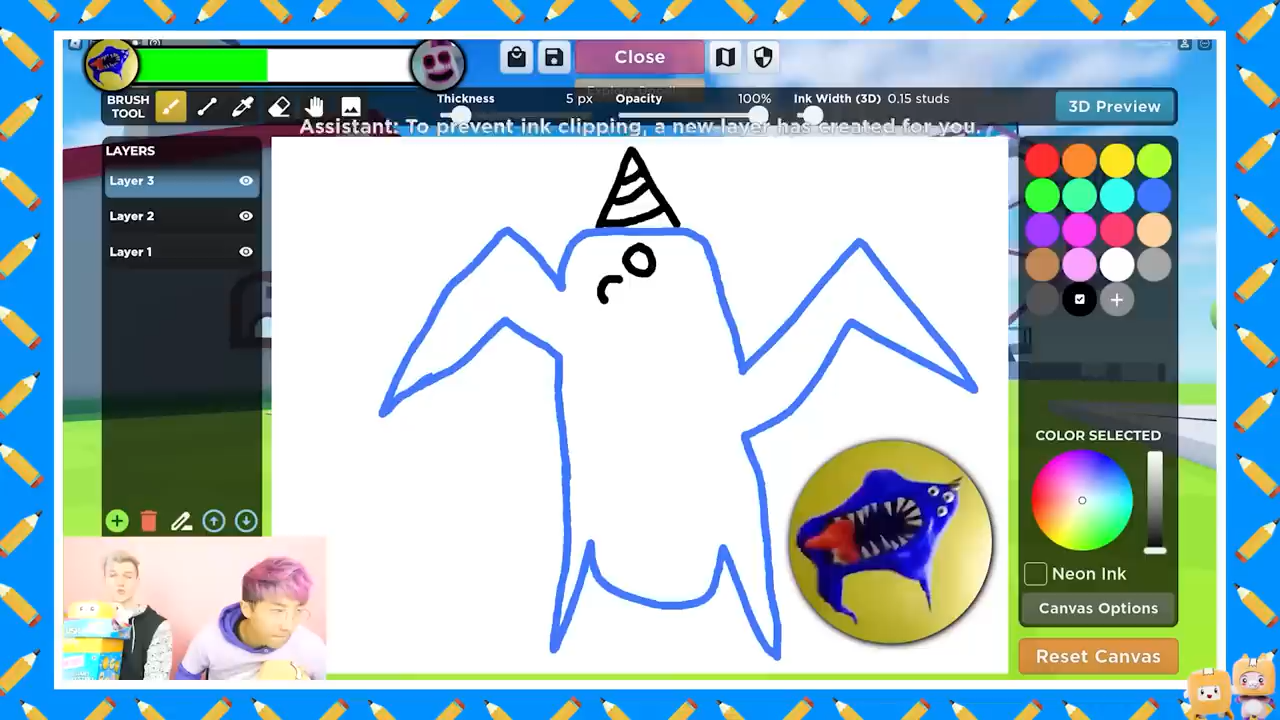 Close
BRUSH TOOL
Thickness 5 px Opacity 100% Ink Width (3D) 0.15 studs
3D Preview
Assistant: To prevent ink clipping, a new layer has created for you.
LAYERS
Layer 3
Layer 2
Layer 1
COLOR SELECTED
Neon Ink
Canvas Options
Reset Canvas